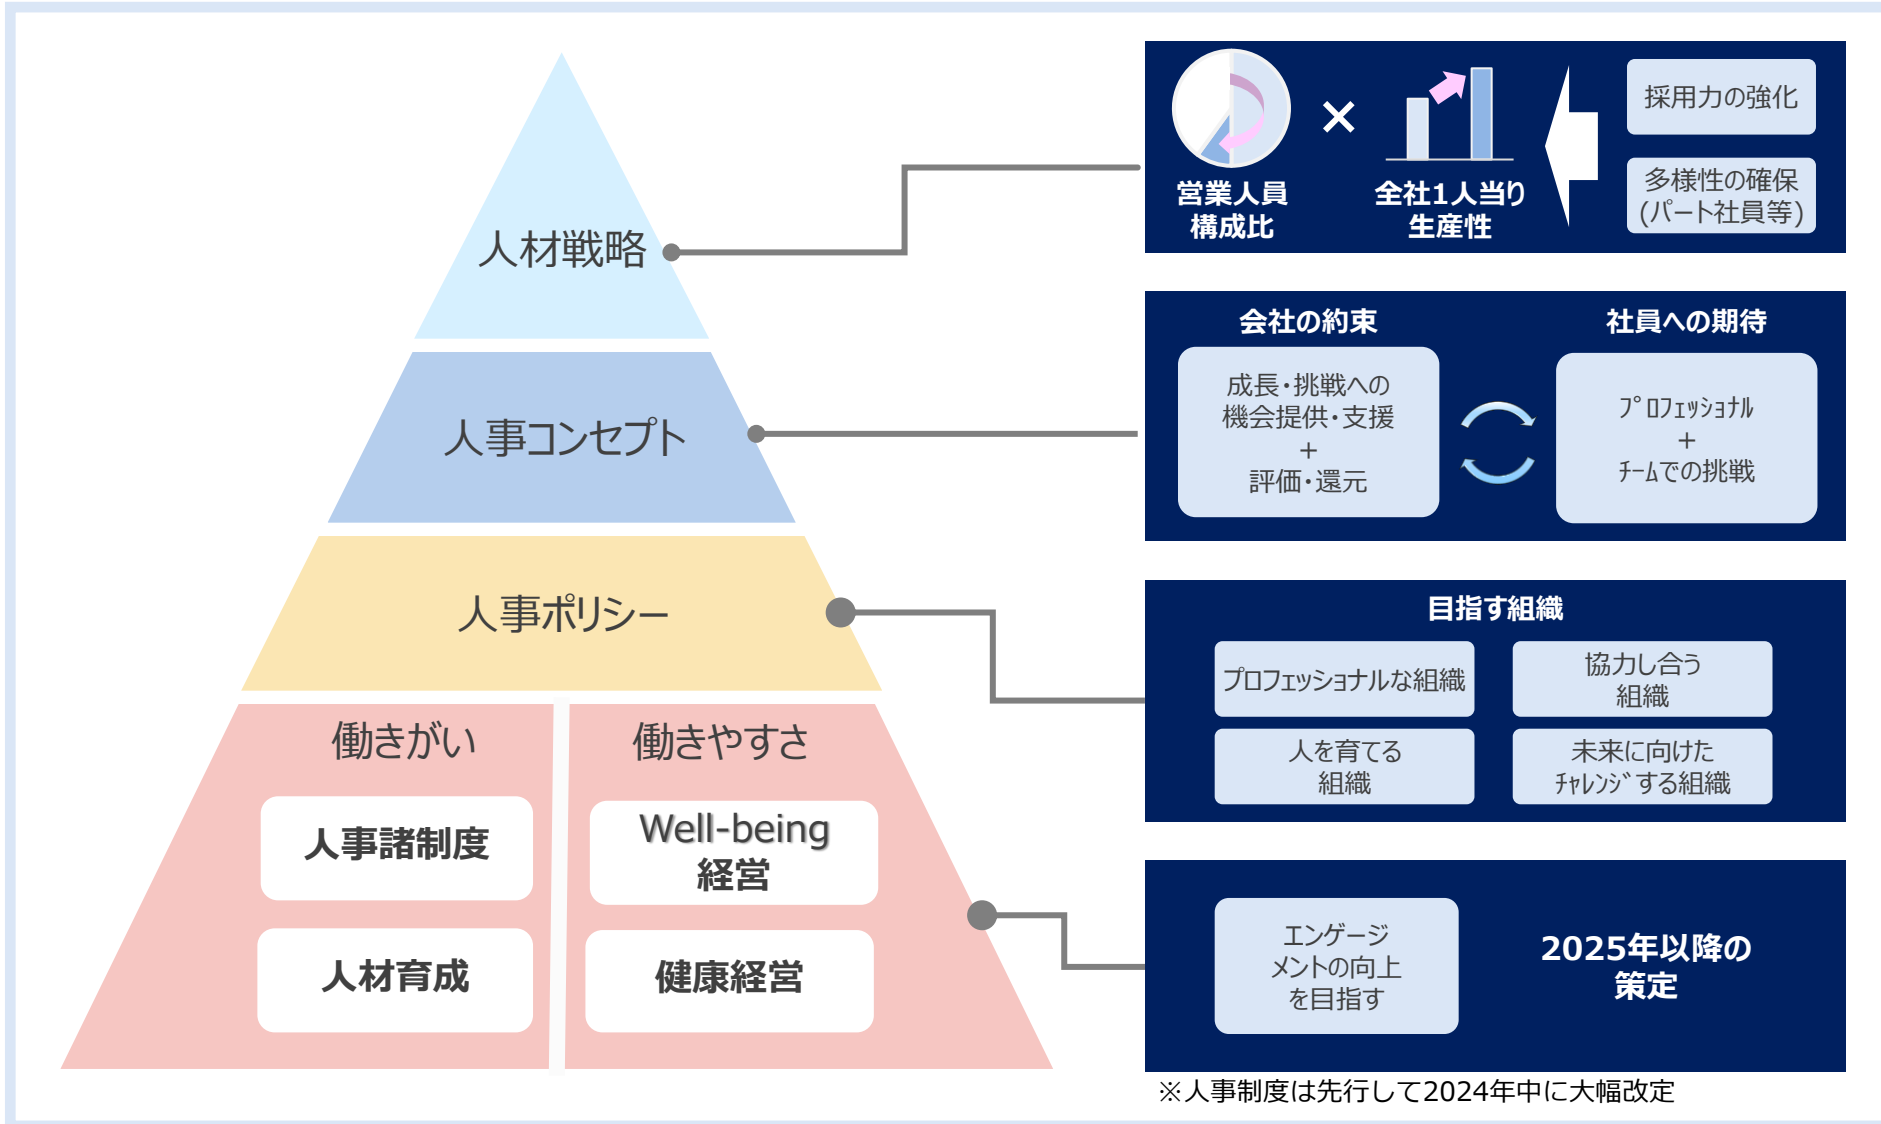 人材戦略
人事コンセプト
人事ポリシー
働きがい
人事諸制度
人材育成
働きやすさ
Well-being
経営
健康経営
×
営業人員
構成比
全社1人当り
生産性
採用力の強化
多様性の確保
(パート社員等)
会社の約束
成長・挑戦への
機会提供・支援
+
評価・還元
社員への期待
ﾌﾟﾛﾌｪｯｼｮﾅﾙ
+
ﾁｰﾑでの挑戦
目指す組織
プロフェッショナルな組織
協力し合う
組織
人を育てる
組織
未来に向けた
ﾁｬﾚﾝｼﾞする組織
エンゲージ
メントの向上
を目指す
2025年以降の
策定
※人事制度は先行して2024年中に大幅改定